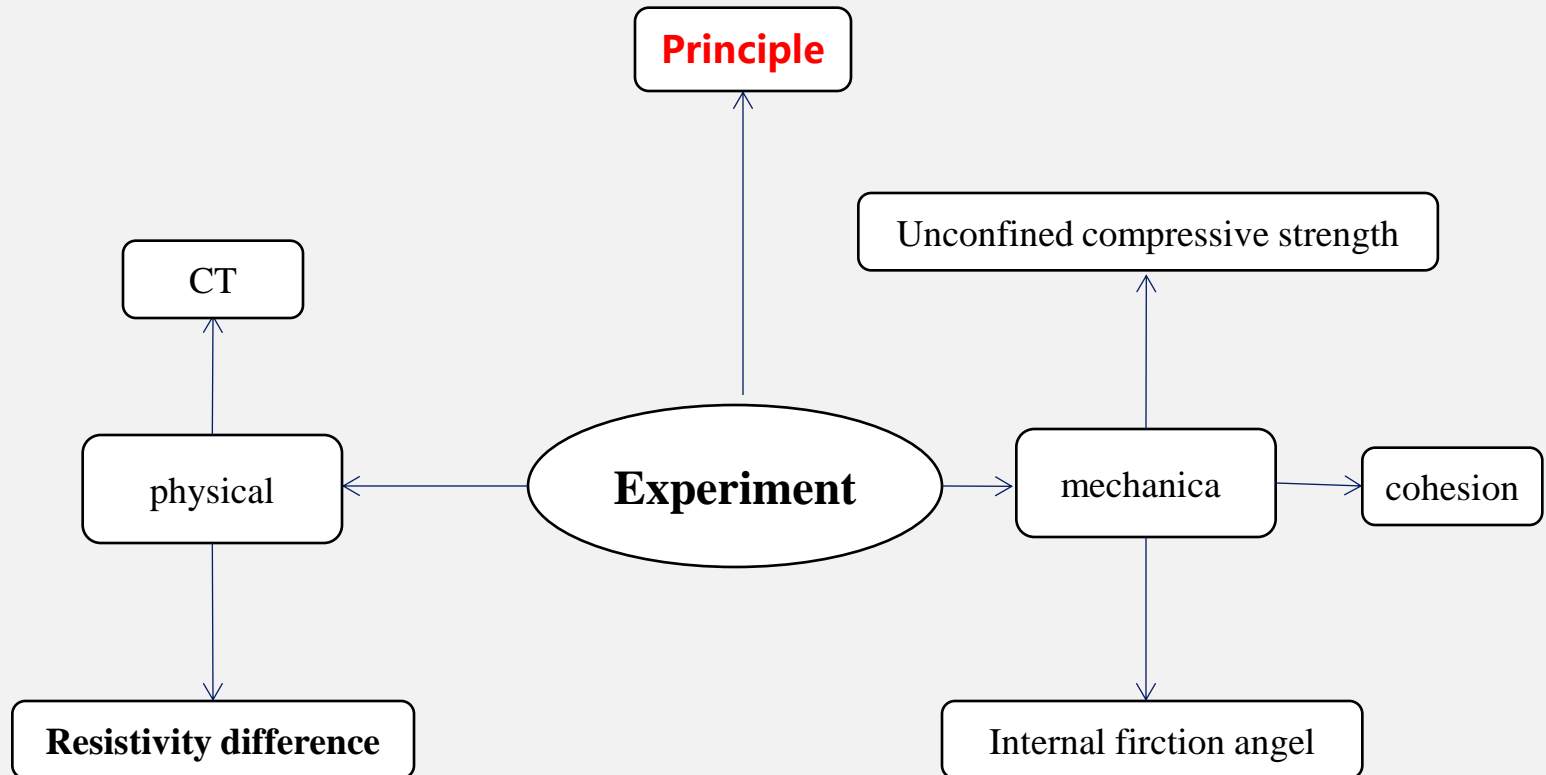 Principle
Unconfined compressive strength
CT
physical
Experiment
mechanica
cohesion
Resistivity difference
Internal firction angel